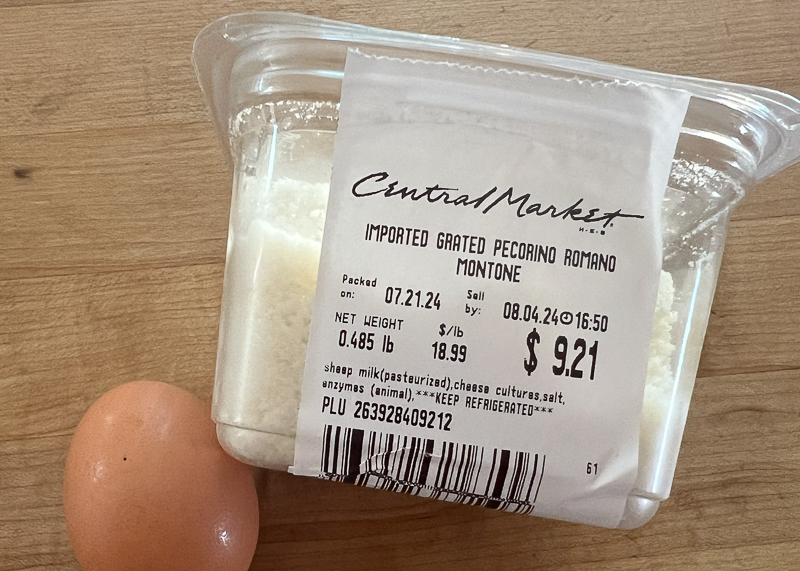 Central Market
H-E-B
IMPORTED GRATED PECORINO ROMANO
MONTONE
Packed on: 07.21.24 Sell by: 08.04.24 16:50
NET WEIGHT $/lb
0.485 lb 18.99 $ 9.21
sheep milk(pasteurized),cheese cultures,salt,
enzymes (animal),***KEEP REFRIGERATED***
PLU 263928409212
61